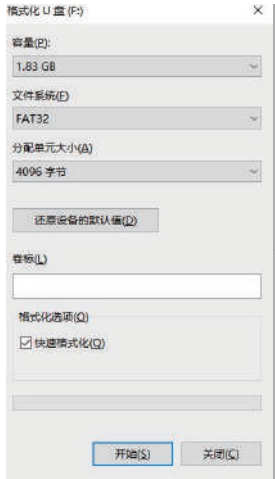 格式化 U 盘 (F:)
容量(P):
1.83 GB
文件系统(F)
FAT32
分配单元大小(A)
4096 字节
还原设备的默认值(D)
卷标(L)
格式化选项(O)
快速格式化(Q)
开始(S) 关闭(C)